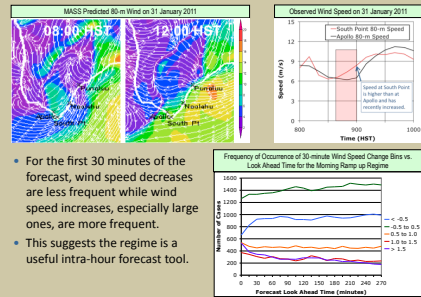 MASS Predicted 80-m Wind on 31 January 2011
08:00 HST
12:00 HST
Punaluu
Punaluu
Noalehu
Noalehu
Apollo
South Pt
Apollo
South Pt
Observed Wind Speed on 31 January 2011
South Point 80-m Speed
Apollo 80-m Speed
Speed (m/s)
15
12
9
6
3
0
Speed at South Point
is higher than at
Apollo and has
recently increased.
800
900
1000
Time (HST)
• For the first 30 minutes of the
forecast, wind speed decreases
are less frequent while wind
speed increases, especially large
ones, are more frequent.
• This suggests the regime is a
useful intra-hour forecast tool.
Frequency of Occurrence of 30-minute Wind Speed Change Bins vs.
Look Ahead Time for the Morning Ramp up Regime
Number of Cases
1600
1400
1200
1000
800
600
400
200
0
< -0.5
-0.5 to 0.5
0.5 to 1.0
1.0 to 1.5
> 1.5
0 30 60 90 120 150 180 210 240 270
Forecast Look Ahead Time (minutes)